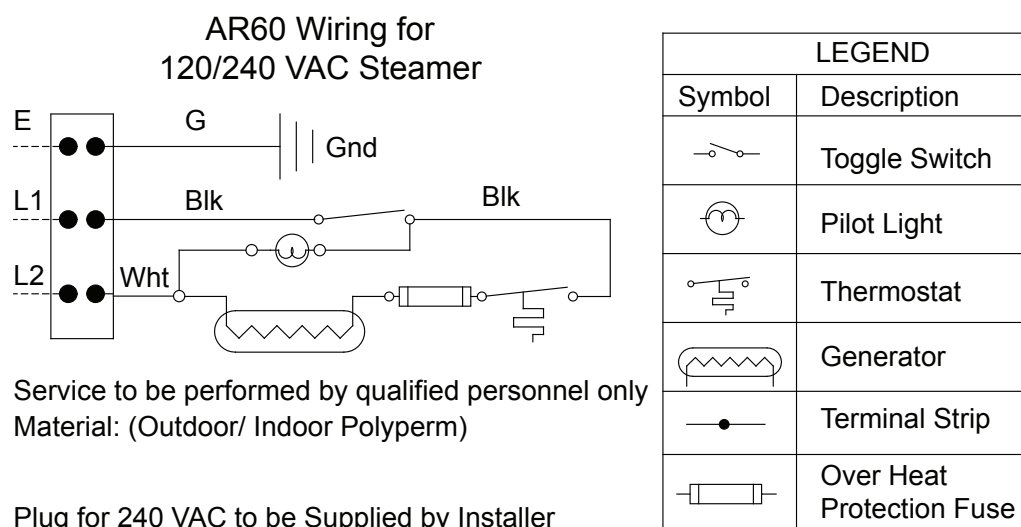 AR60 Wiring for
120/240 VAC Steamer
E
G
Gnd
L1
Blk
Blk
L2
Wht
Service to be performed by qualified personnel only
Material: (Outdoor/ Indoor Polyperm)
Plug for 240 VAC to be Supplied by Installer
LEGEND
Symbol Description
Toggle Switch
Pilot Light
Thermostat
Generator
Terminal Strip
Over Heat
Protection Fuse